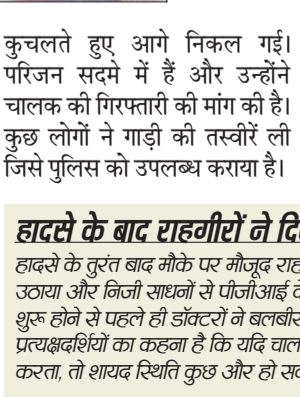 कुचलते हुए आगे निकल गई।
परिजन सदमे में हैं और उन्होंने
चालक की गिरफ्तारी की मांग की है।
कुछ लोगों ने गाड़ी की तस्वीरें ली
जिसे पुलिस को उपलब्ध कराया है।
हादसे के बाद राहगीरों ने
हादसे के तुरंत बाद मौके पर मौजूद
उठाया और निजी साधनों से पीजीआई
शुरू होने से पहले ही डॉक्टरों ने
प्रत्यक्षदर्शियों का कहना है कि यदि
करता, तो शायद स्थिति कुछ और हो